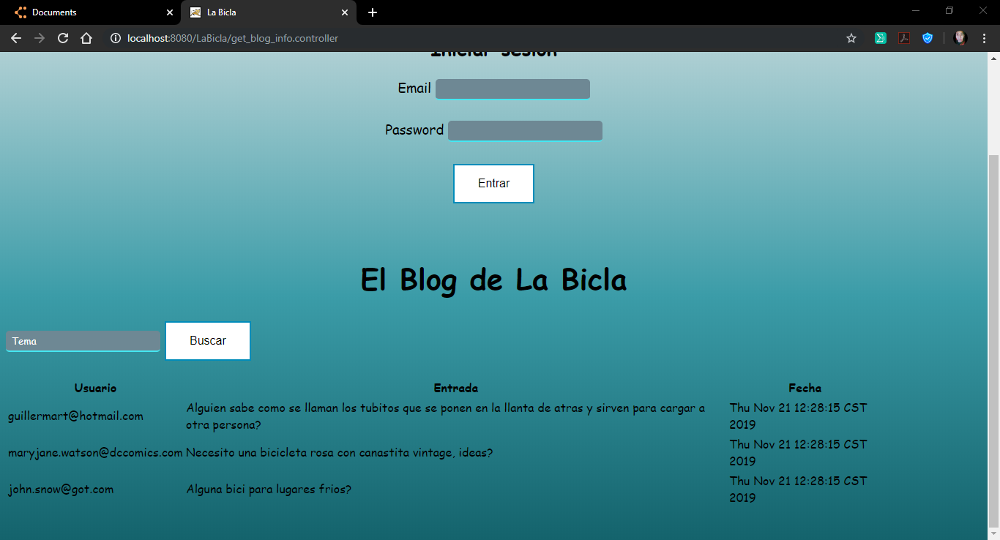 Documents
La Bicla
localhost:8080/LaBicla/get_blog_info.controller
Iniciar sesión
Email
Password
Entrar
El Blog de La Bicla
Tema
Buscar
Usuario Entrada Fecha
guillermart@hotmail.com
Alguien sabe como se llaman los tubitos que se ponen en la llanta de atras y sirven para cargar a
otra persona?
Thu Nov 21 12:28:15 CST
2019
maryjane.watson@dccomics.com
Necesito una bicicleta rosa con canastita vintage, ideas?
Thu Nov 21 12:28:15 CST
2019
john.snow@got.com
Alguna bici para lugares frios?
Thu Nov 21 12:28:15 CST
2019